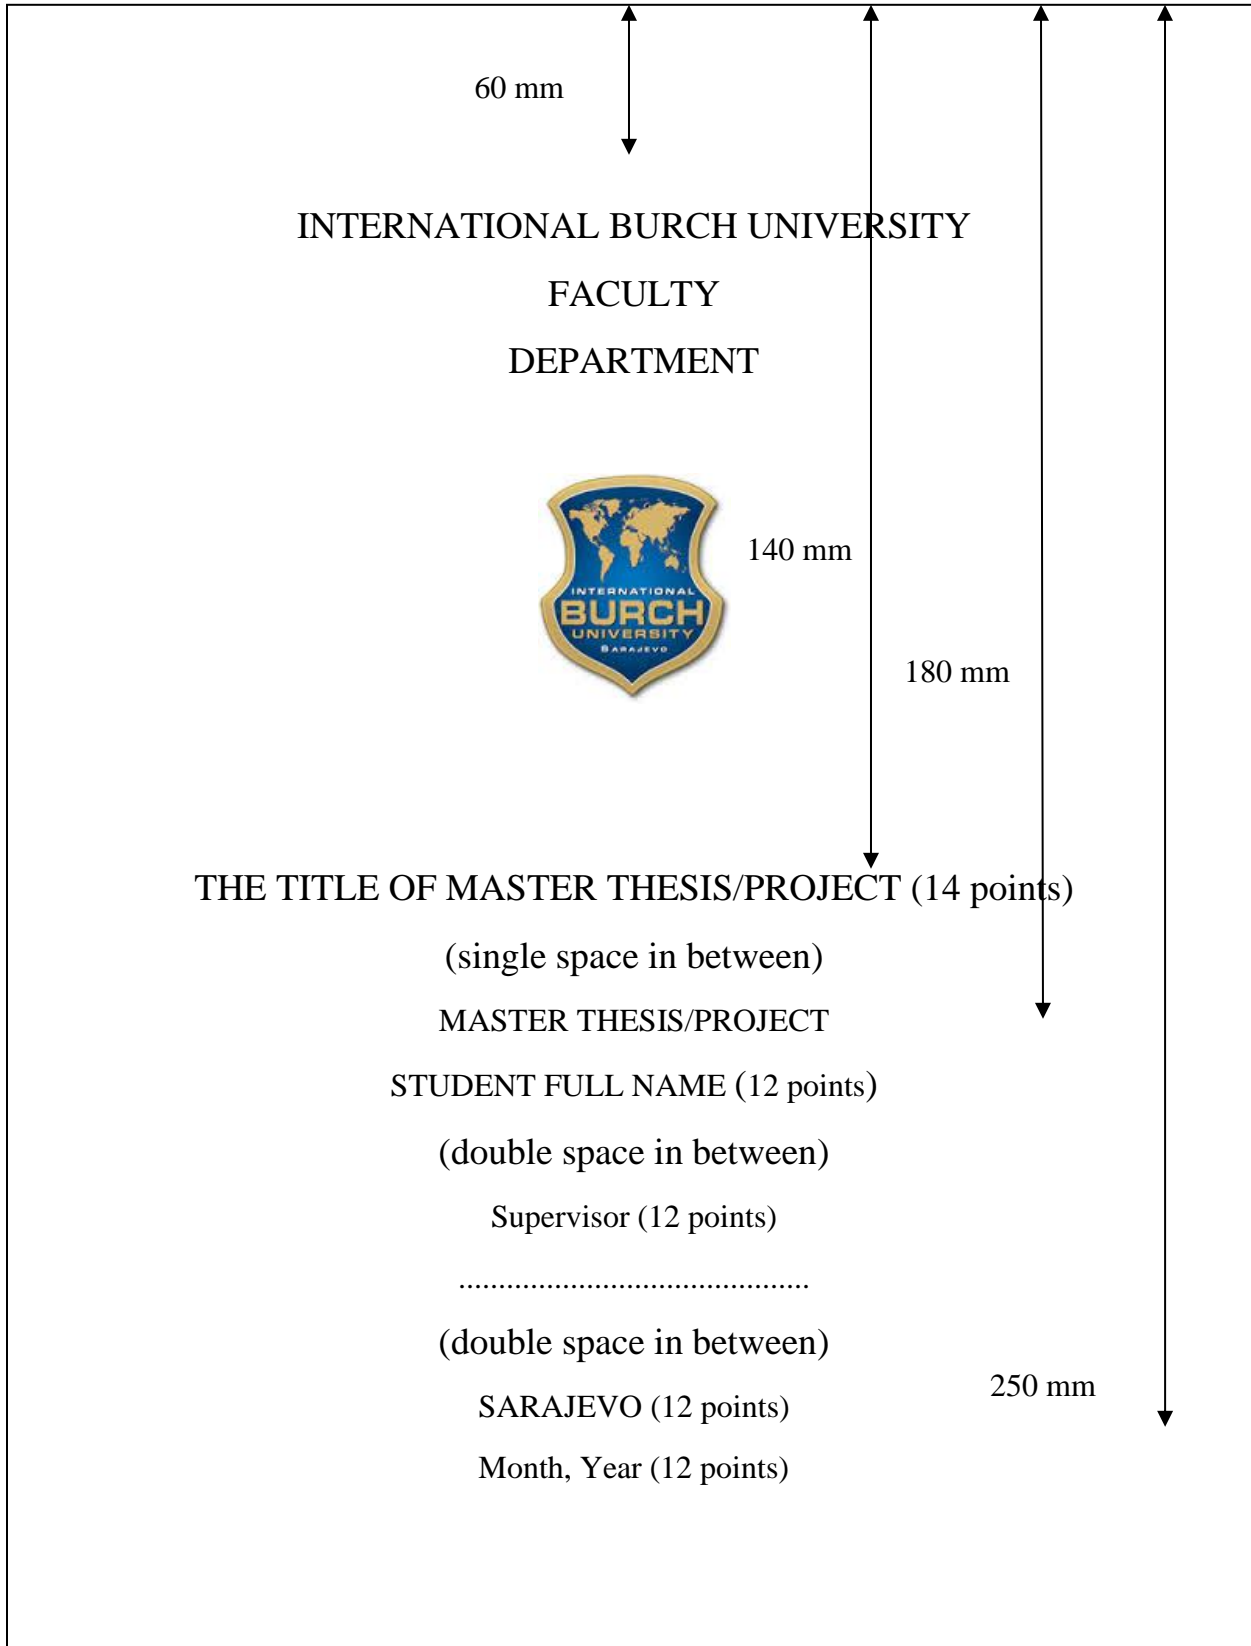 60 mm
INTERNATIONAL BURCH UNIVERSITY
FACULTY
DEPARTMENT
INTERNATIONAL
BURCH
UNIVERSITY
SARAJEVO
140 mm
180 mm
THE TITLE OF MASTER THESIS/PROJECT (14 points)
(single space in between)
MASTER THESIS/PROJECT
STUDENT FULL NAME (12 points)
(double space in between)
Supervisor (12 points)
............................................
(double space in between)
250 mm
SARAJEVO (12 points)
Month, Year (12 points)